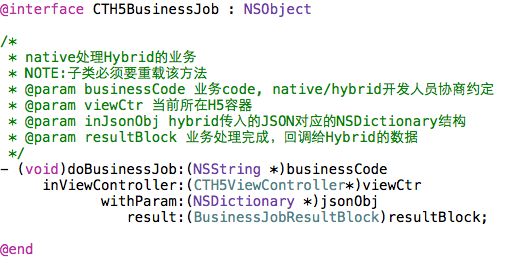 @interface CTH5BusinessJob : NSObject
/*
 * native处理Hybrid的业务
 * NOTE:子类必须要重载该方法
 * @param businessCode 业务code, native/hybrid开发人员协商约定
 * @param viewCtr 当前所在H5容器
 * @param inJsonObj hybrid传入的JSON对应的NSDictionary结构
 * @param resultBlock 业务处理完成，回调给Hybrid的数据
 */
- (void)doBusinessJob:(NSString *)businessCode
     inViewController:(CTH5ViewController*)viewCtr
            withParam:(NSDictionary *)jsonObj
               result:(BusinessJobResultBlock)resultBlock;
@end